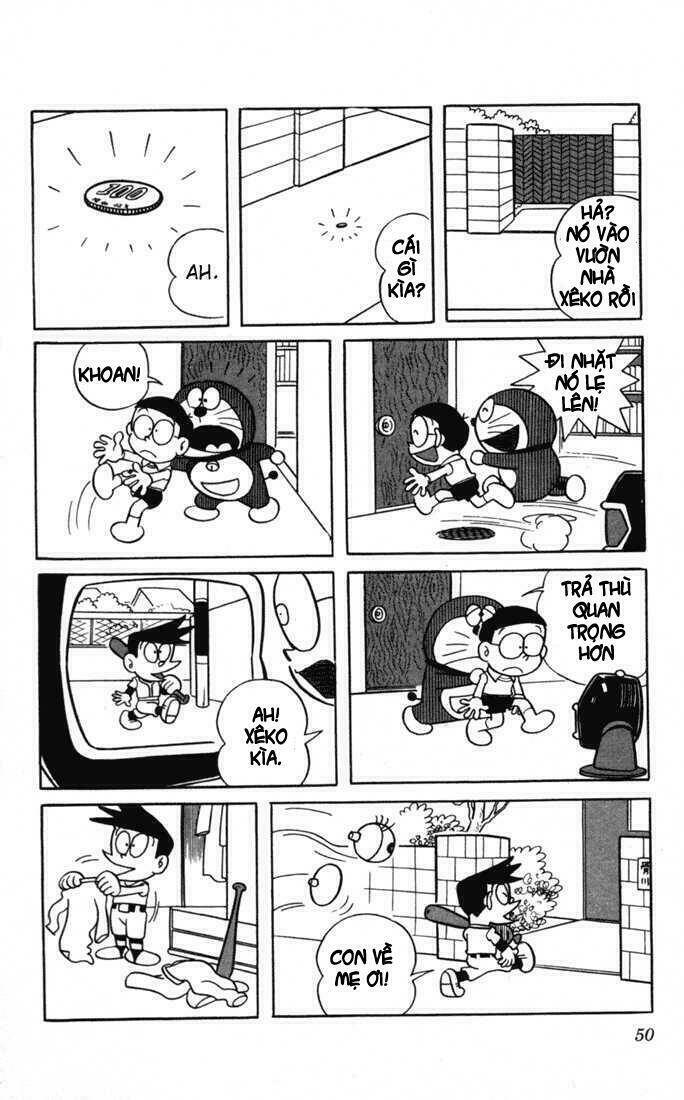 HẢ?
NÓ VÀO
VƯỜN
NHÀ
XÊKO RỒI
CÁI
GÌ
KÌA?
100
AH.
ĐI NHẶT
NÓ LẸ
LÊN!
KHOAN!
TRẢ THÙ
QUAN
TRỌNG
HƠN
AH!
XÊKO
KÌA.
CON VỀ
MẸ ƠI!
50